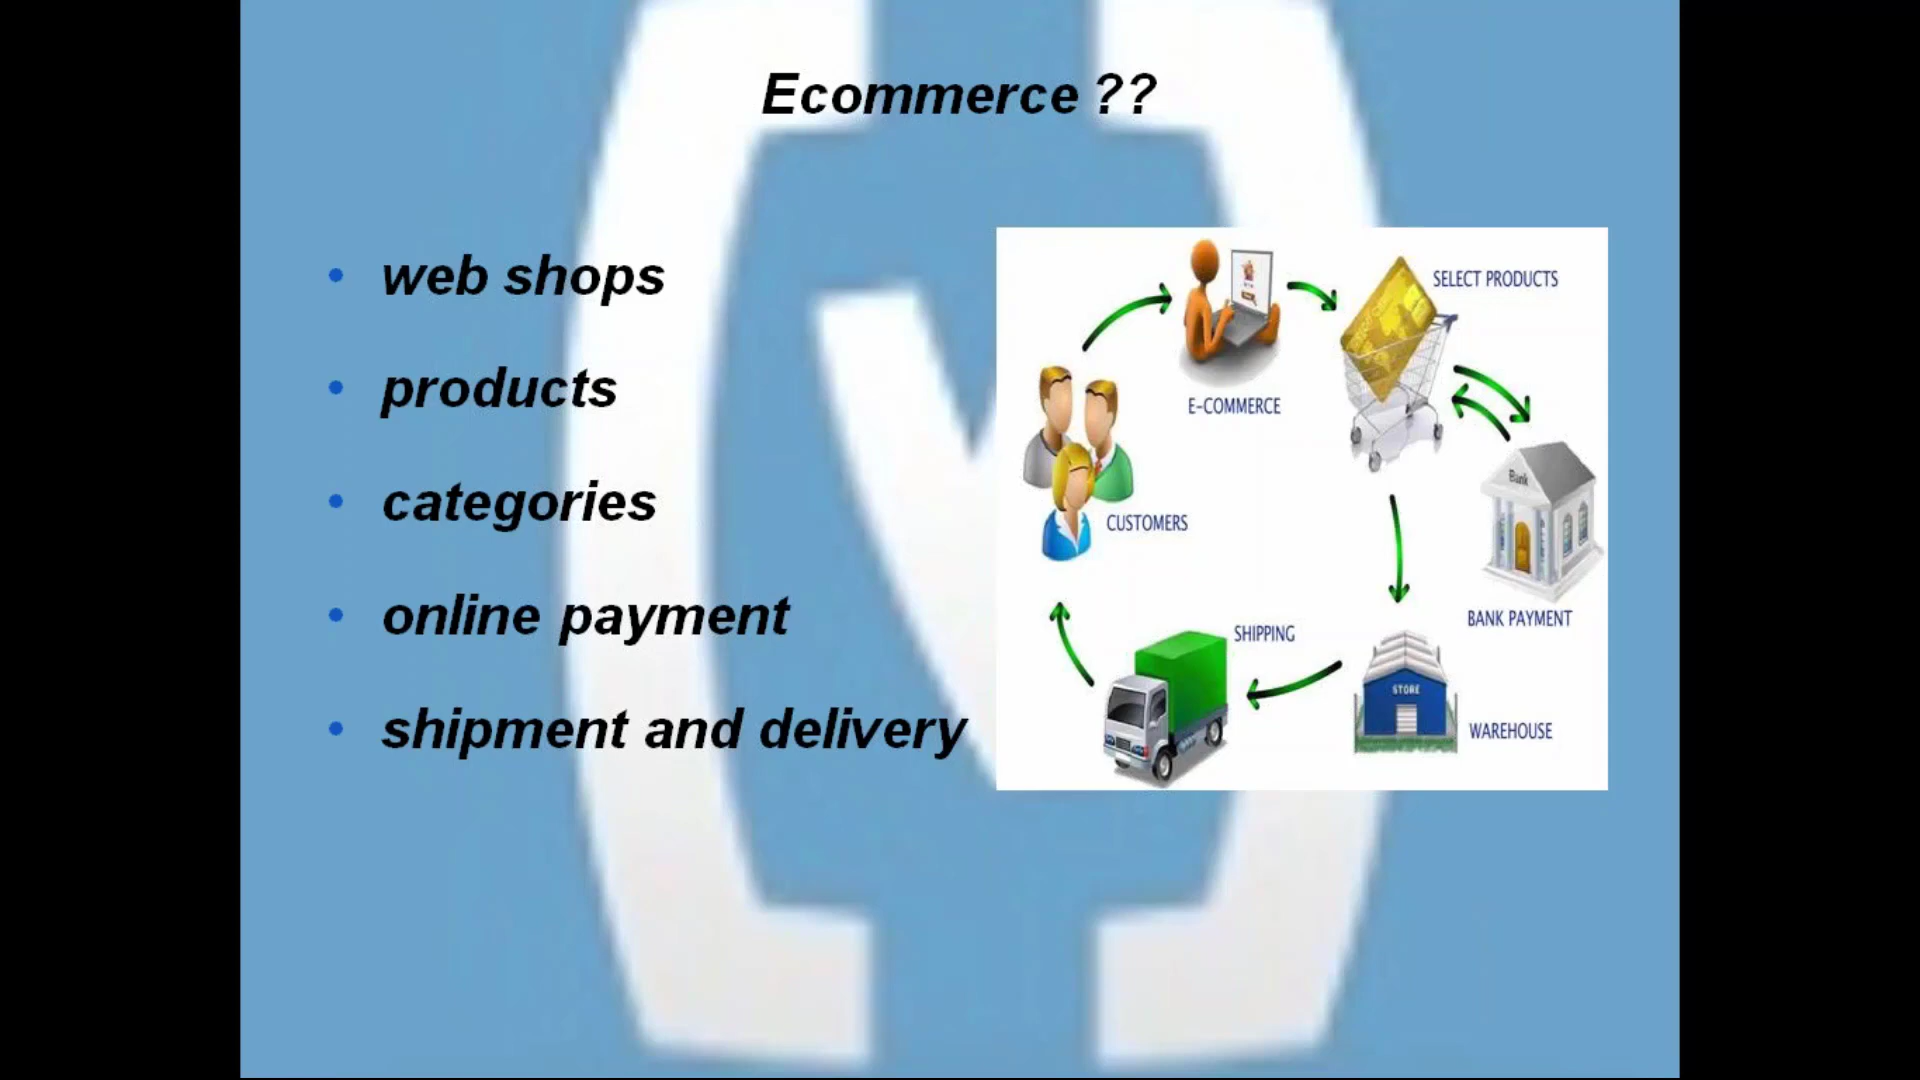 Ecommerce ??
• web shops
• products
• categories
• online payment
• shipment and delivery
SELECT PRODUCTS
E-COMMERCE
Bank
CUSTOMERS
BANK PAYMENT
SHIPPING
STORE
WAREHOUSE